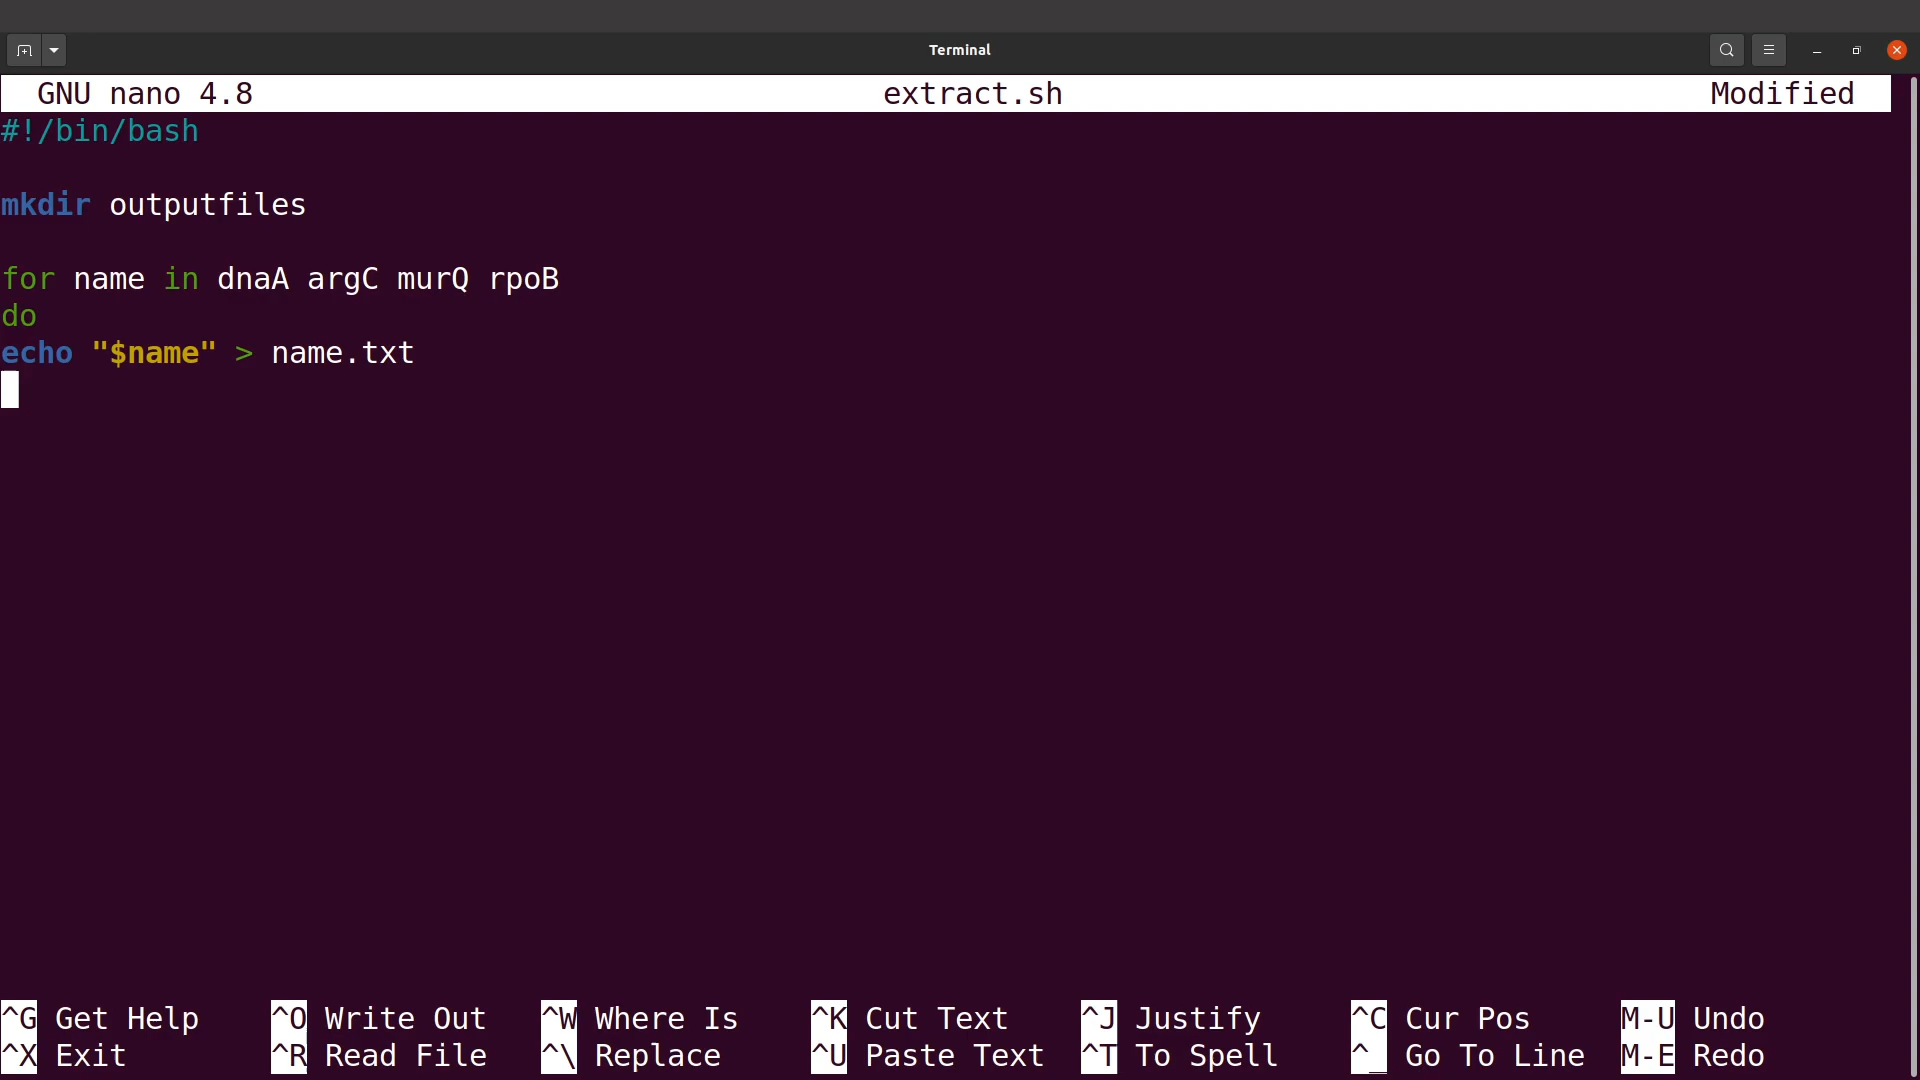 Terminal
GNU nano 4.8 extract.sh Modified
#!/bin/bash
mkdir outputfiles
for name in dnaA argC murQ rpoB
do
echo "$name" > name.txt
^G Get Help ^O Write Out ^W Where Is ^K Cut Text ^J Justify ^C Cur Pos M-U Undo
^X Exit ^R Read File ^\ Replace ^U Paste Text ^T To Spell ^_ Go To Line M-E Redo